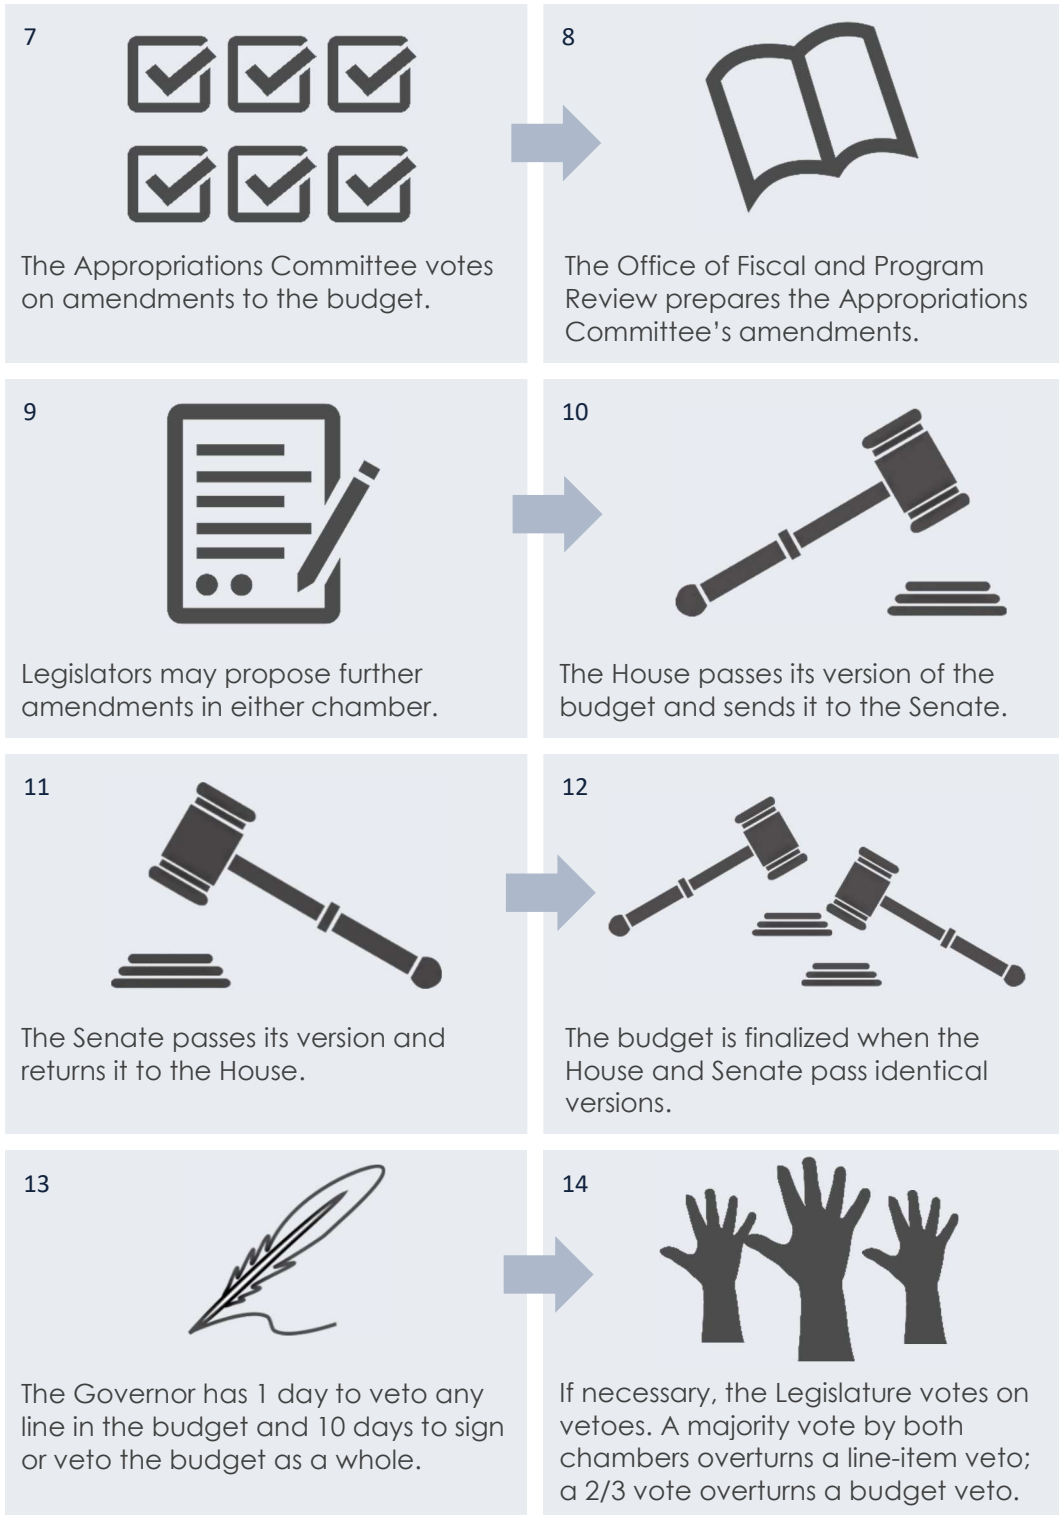 7
The Appropriations Committee votes
on amendments to the budget.
8
The Office of Fiscal and Program
Review prepares the Appropriations
Committee’s amendments.
9
Legislators may propose further
amendments in either chamber.
10
The House passes its version of the
budget and sends it to the Senate.
11
The Senate passes its version and
returns it to the House.
12
The budget is finalized when the
House and Senate pass identical
versions.
13
The Governor has 1 day to veto any
line in the budget and 10 days to sign
or veto the budget as a whole.
14
If necessary, the Legislature votes on
vetoes. A majority vote by both
chambers overturns a line-item veto;
a 2/3 vote overturns a budget veto.